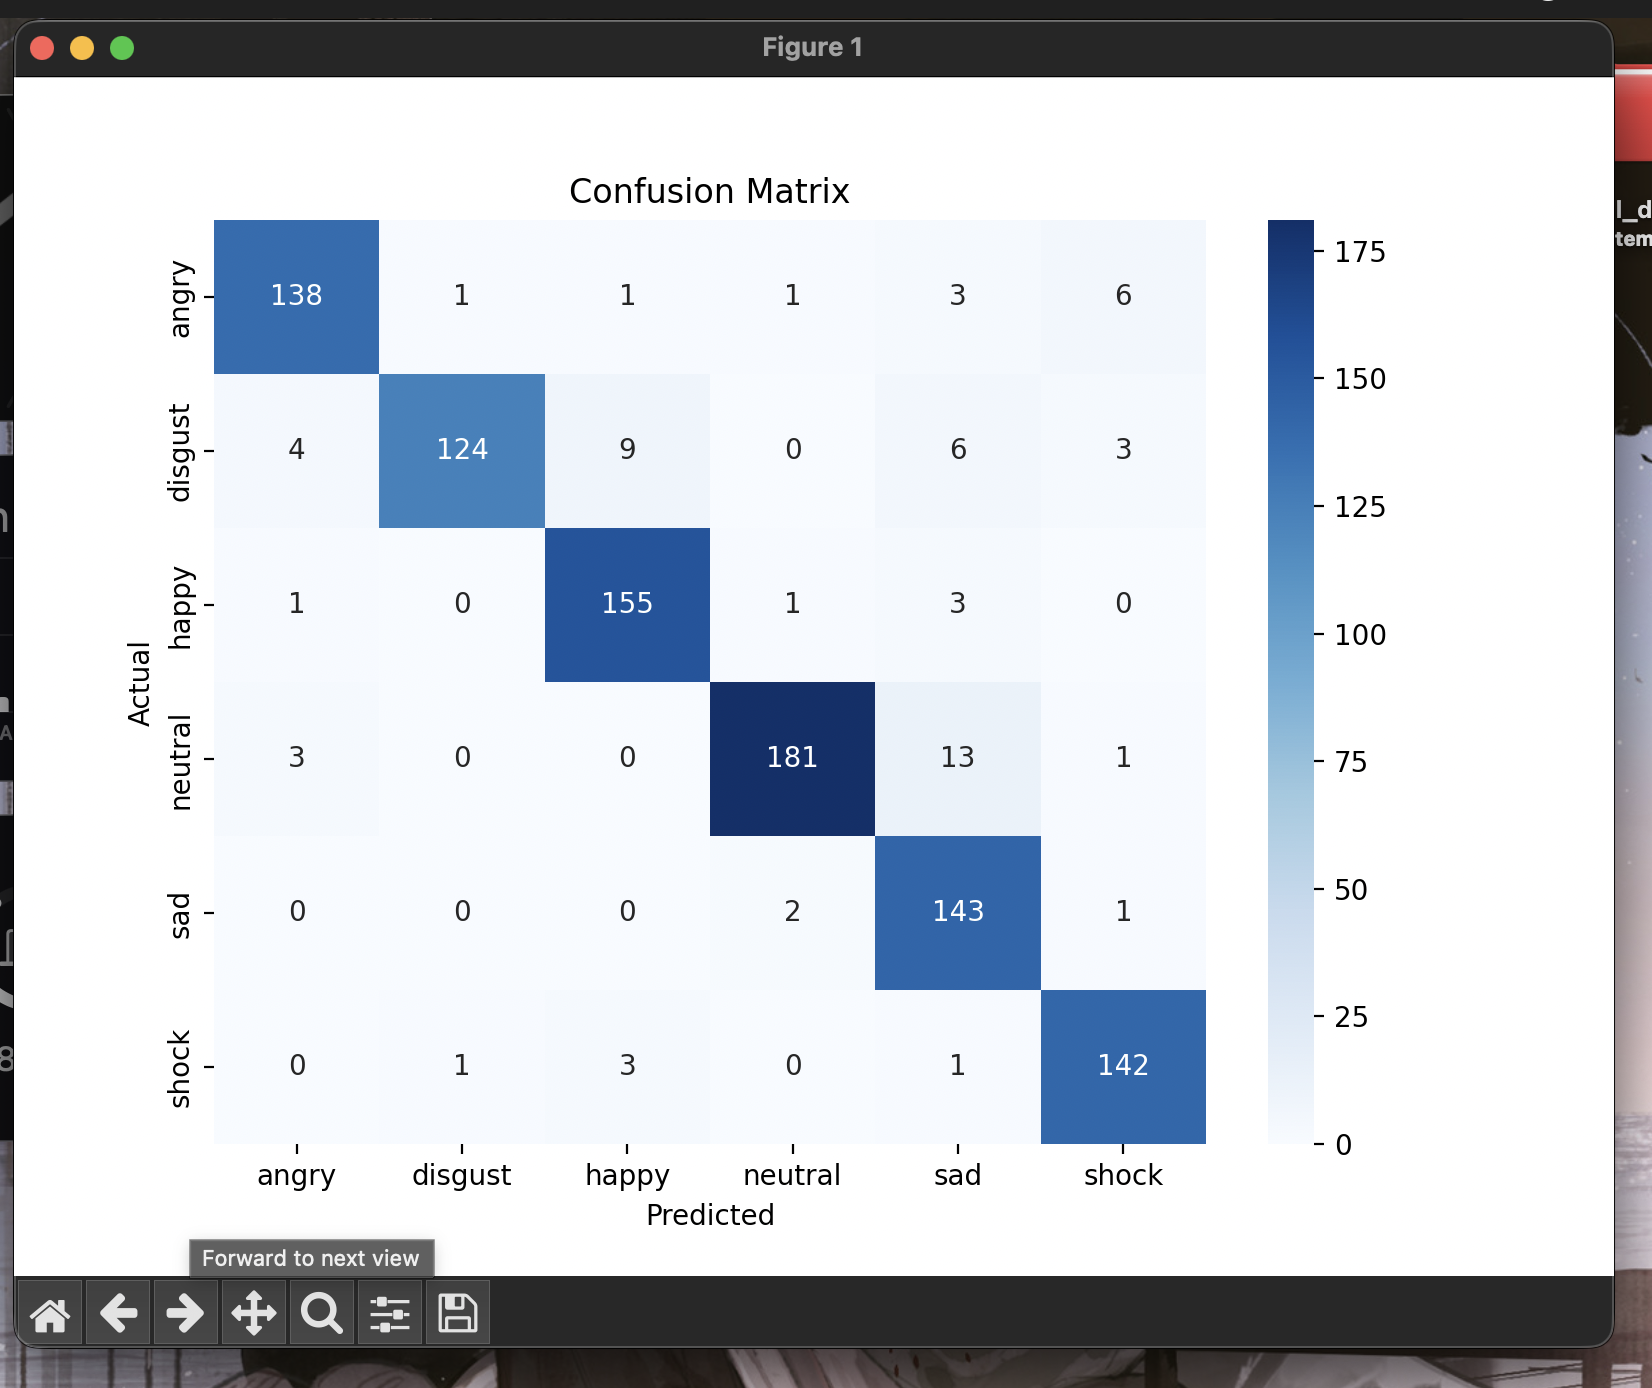 Figure 1
l_d
tem
Confusion Matrix
Actual
angry 138 1 1 1 3 6
disgust 4 124 9 0 6 3
happy 1 0 155 1 3 0
neutral 3 0 0 181 13 1
sad 0 0 0 2 143 1
shock 0 1 3 0 1 142
angry disgust happy neutral sad shock
Predicted
175
150
125
100
75
50
25
0
Forward to next view